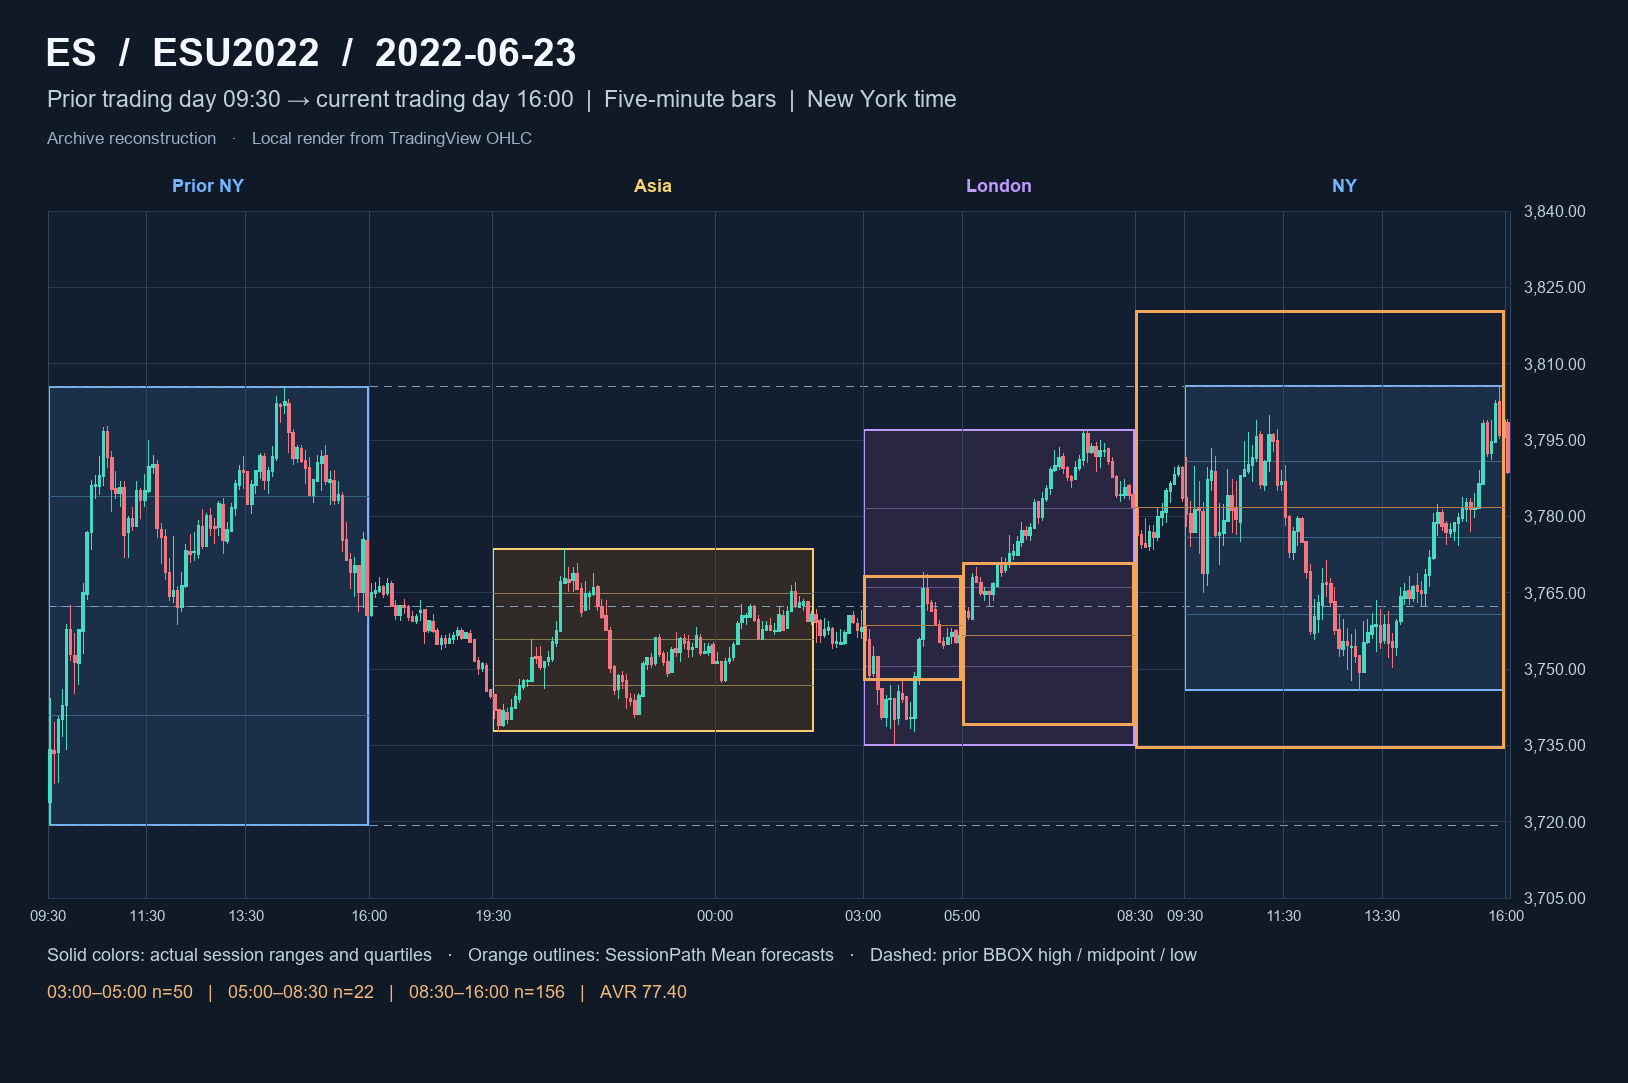 ES / ESU2022 / 2022-06-23
Prior trading day 09:30 → current trading day 16:00 | Five-minute bars | New York time
Archive reconstruction · Local render from TradingView OHLC
Prior NY Asia London NY
3,840.00
3,825.00
3,810.00
3,795.00
3,780.00
3,765.00
3,750.00
3,735.00
3,720.00
3,705.00
09:30 11:30 13:30 16:00 19:30 00:00 03:00 05:00 08:30 09:30 11:30 13:30 16:00
Solid colors: actual session ranges and quartiles · Orange outlines: SessionPath Mean forecasts · Dashed: prior BBOX high / midpoint / low
03:00–05:00 n=50 | 05:00–08:30 n=22 | 08:30–16:00 n=156 | AVR 77.40